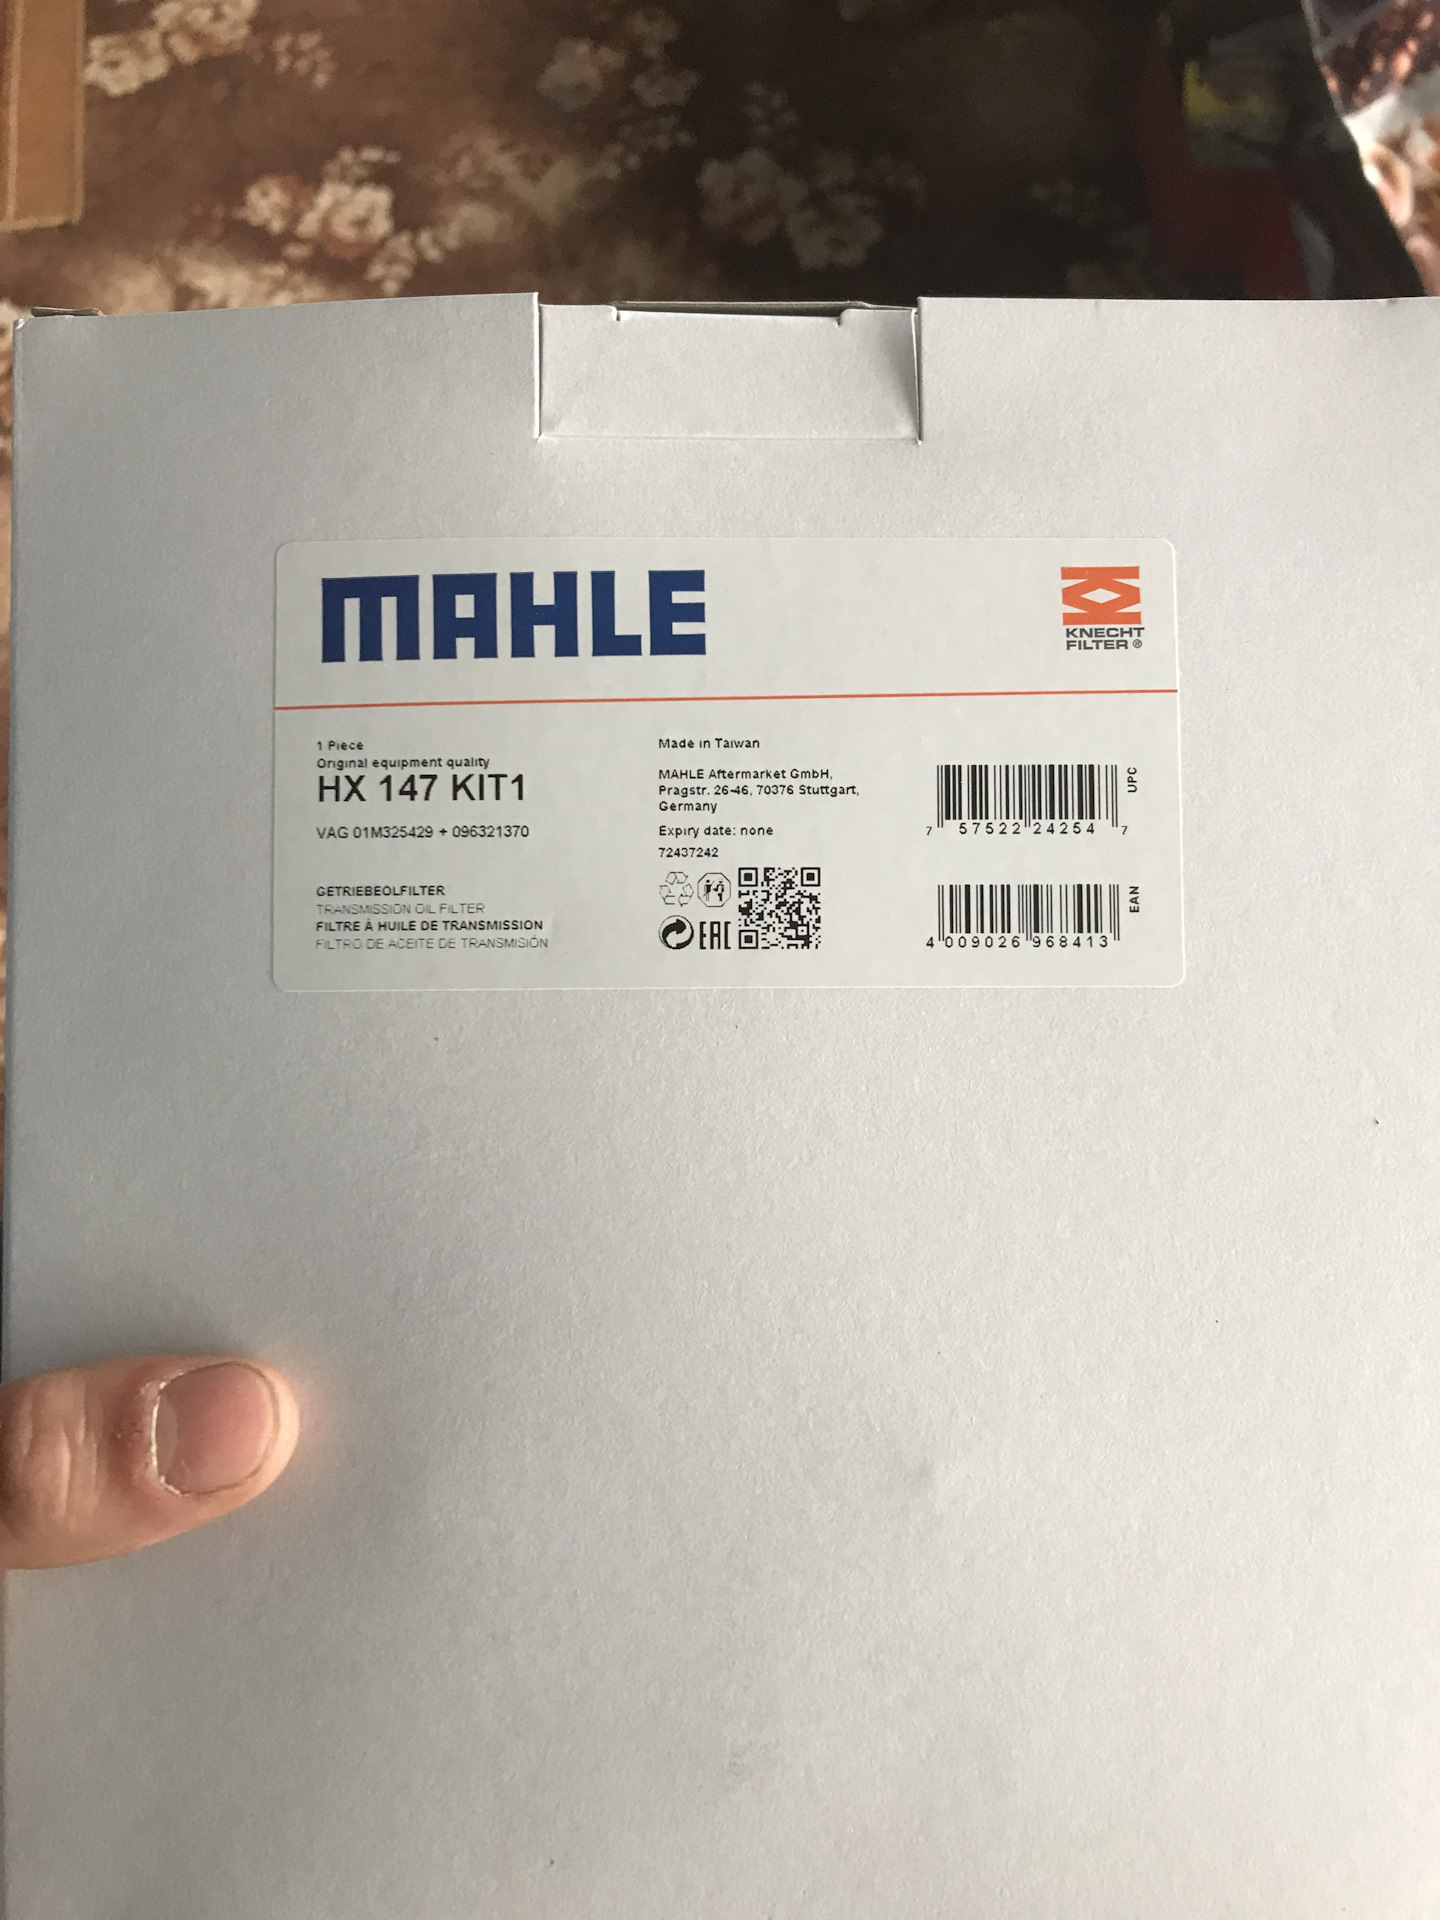 MAHLE
KNECHT
FILTER®
1 Piece
Original equipment quality
HX 147 KIT1
VAG 01M325429 + 096321370
GETRIEBEOLFILTER
TRANSMISSION OIL FILTER
FILTRE À HUILE DE TRANSMISSION
FILTRO DE ACEITE DE TRANSMISIÓN
Made in Taiwan
MAHLE Aftermarket GmbH,
Pragstr. 26-46, 70376 Stuttgart,
Germany
Expiry date: none
72437242
EAC
UPC
7 57522 24254 7
EAN
4 009026 968413